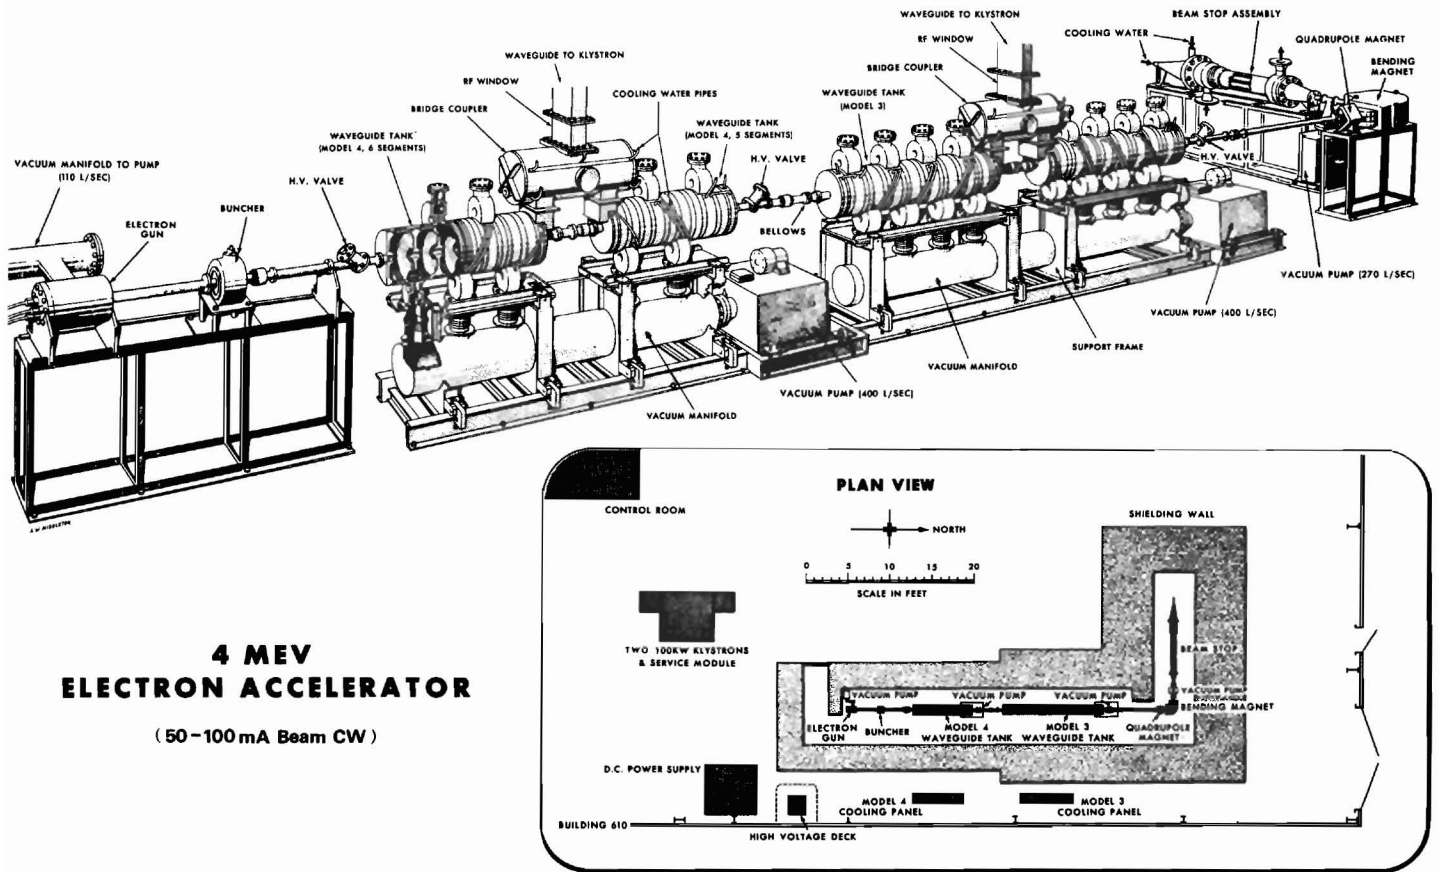 WAVEGUIDE TO KLYSTRON
RF WINDOW
BRIDGE COUPLER
COOLING WATER PIPES
WAVEGUIDE TANK
(MODEL 4, 6 SEGMENTS)
WAVEGUIDE TANK
(MODEL 4, 5 SEGMENTS)
VACUUM MANIFOLD TO PUMP
(110 L/SEC)
ELECTRON
GUN
BUNCHER
H.V. VALVE
H.V. VALVE
BELLOWS
WAVEGUIDE TO KLYSTRON
RF WINDOW
BRIDGE COUPLER
WAVEGUIDE TANK
(MODEL 3)
COOLING WATER
BEAM STOP ASSEMBLY
QUADRUPOLE MAGNET
BENDING
MAGNET
H.V. VALVE
VACUUM PUMP (270 L/SEC)
VACUUM PUMP (400 L/SEC)
SUPPORT FRAME
VACUUM MANIFOLD
VACUUM PUMP (400 L/SEC)
VACUUM MANIFOLD
A W MIDDLETON
4 MEV
ELECTRON ACCELERATOR
(50-100 mA Beam CW)
PLAN VIEW
CONTROL ROOM
NORTH
0 5 10 15 20
SCALE IN FEET
SHIELDING WALL
TWO 100KW KLYSTRONS
& SERVICE MODULE
BEAM STOP
VACUUM PUMP
VACUUM PUMP
VACUUM PUMP
VACUUM PUMP
BENDING MAGNET
ELECTRON
GUN
BUNCHER
MODEL 4
WAVEGUIDE TANK
MODEL 3
WAVEGUIDE TANK
QUADRUPOLE
MAGNET
D.C. POWER SUPPLY
MODEL 4
COOLING PANEL
MODEL 3
COOLING PANEL
BUILDING 610
HIGH VOLTAGE DECK